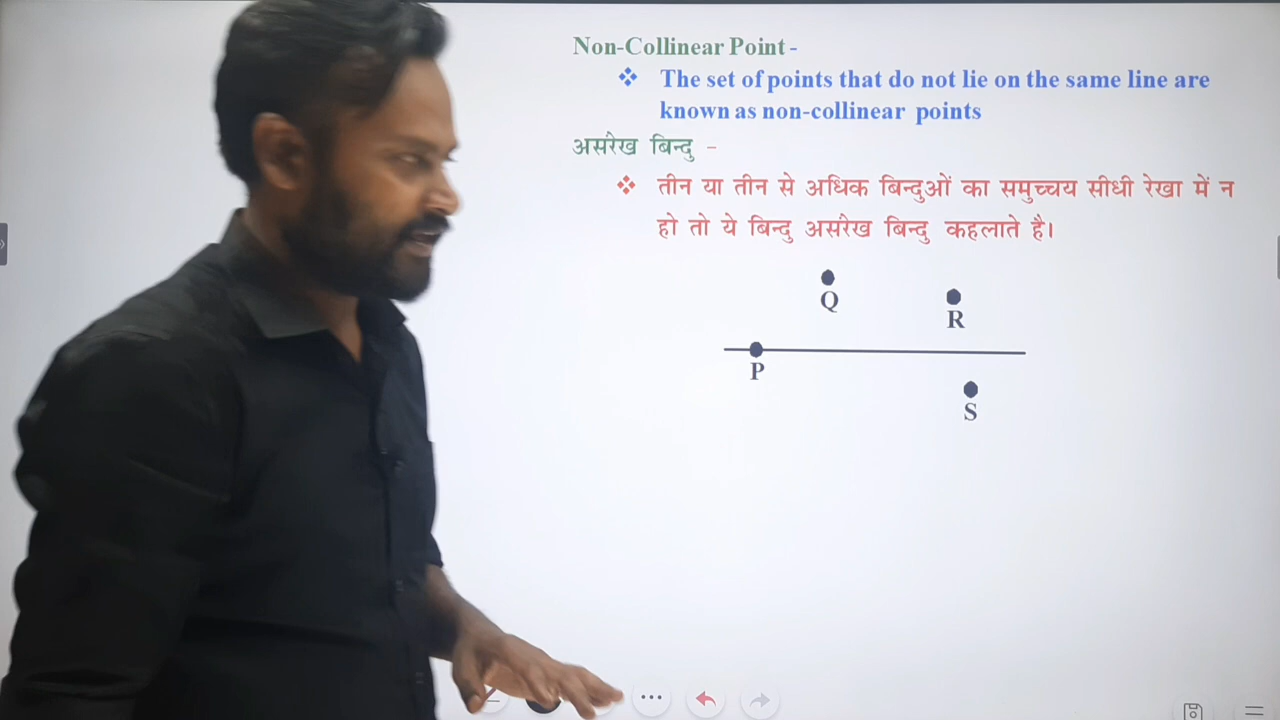 Non-Collinear Point -
❖ The set of points that do not lie on the same line are
known as non-collinear points
असरेख बिन्दु -
❖ तीन या तीन से अधिक बिन्दुओं का समुच्चय सीधी रेखा में न
हो तो ये बिन्दु असरेख बिन्दु कहलाते है।
Q
R
P
S